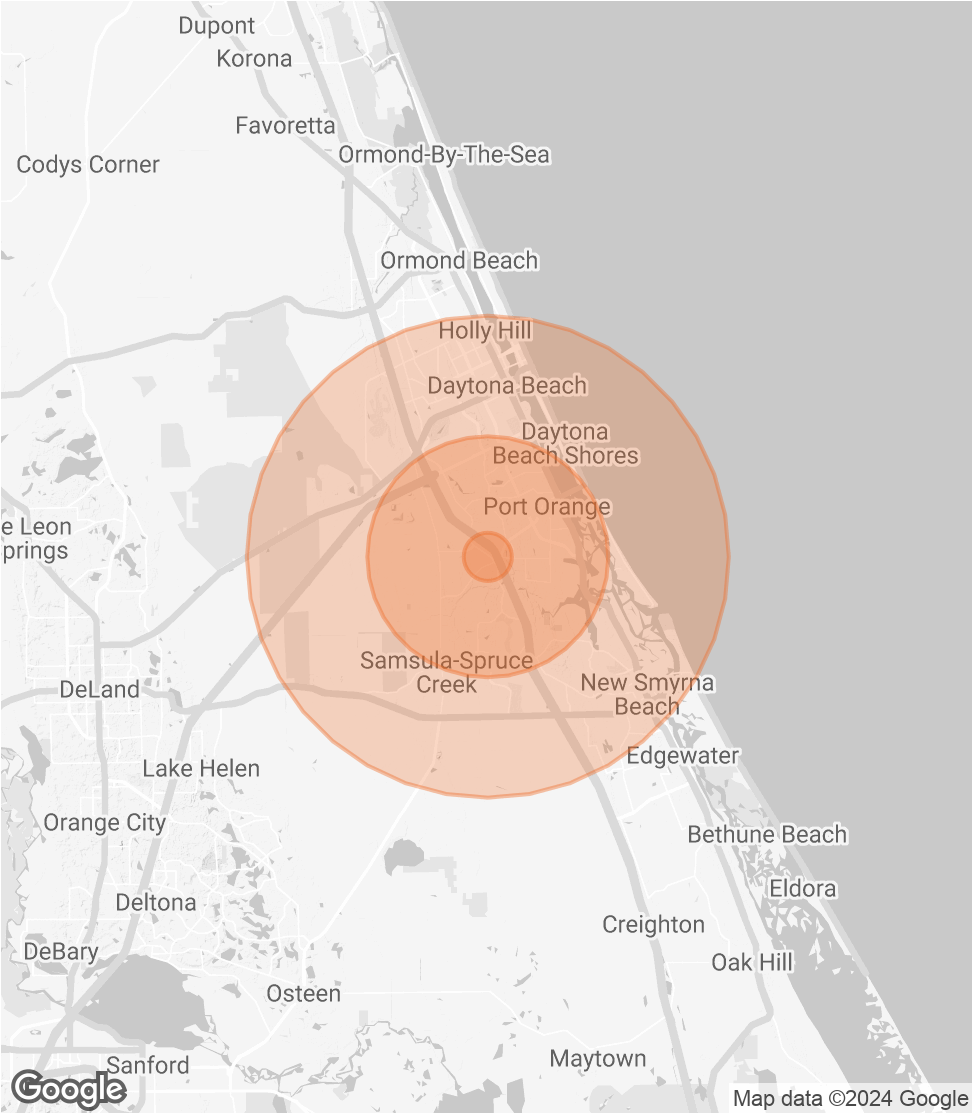 Dupont
Korona
Favoretta
Ormond-By-The-Sea
Codys Corner
Ormond Beach
Holly Hill
Daytona Beach
Daytona
Beach Shores
Port Orange
e Leon
prings
Samsula-Spruce
Creek
New Smyrna
Beach
DeLand
Edgewater
Lake Helen
Orange City
Bethune Beach
Eldora
Deltona
Creighton
DeBary
Oak Hill
Osteen
Maytown
Sanford
Google
Map data ©2024 Google